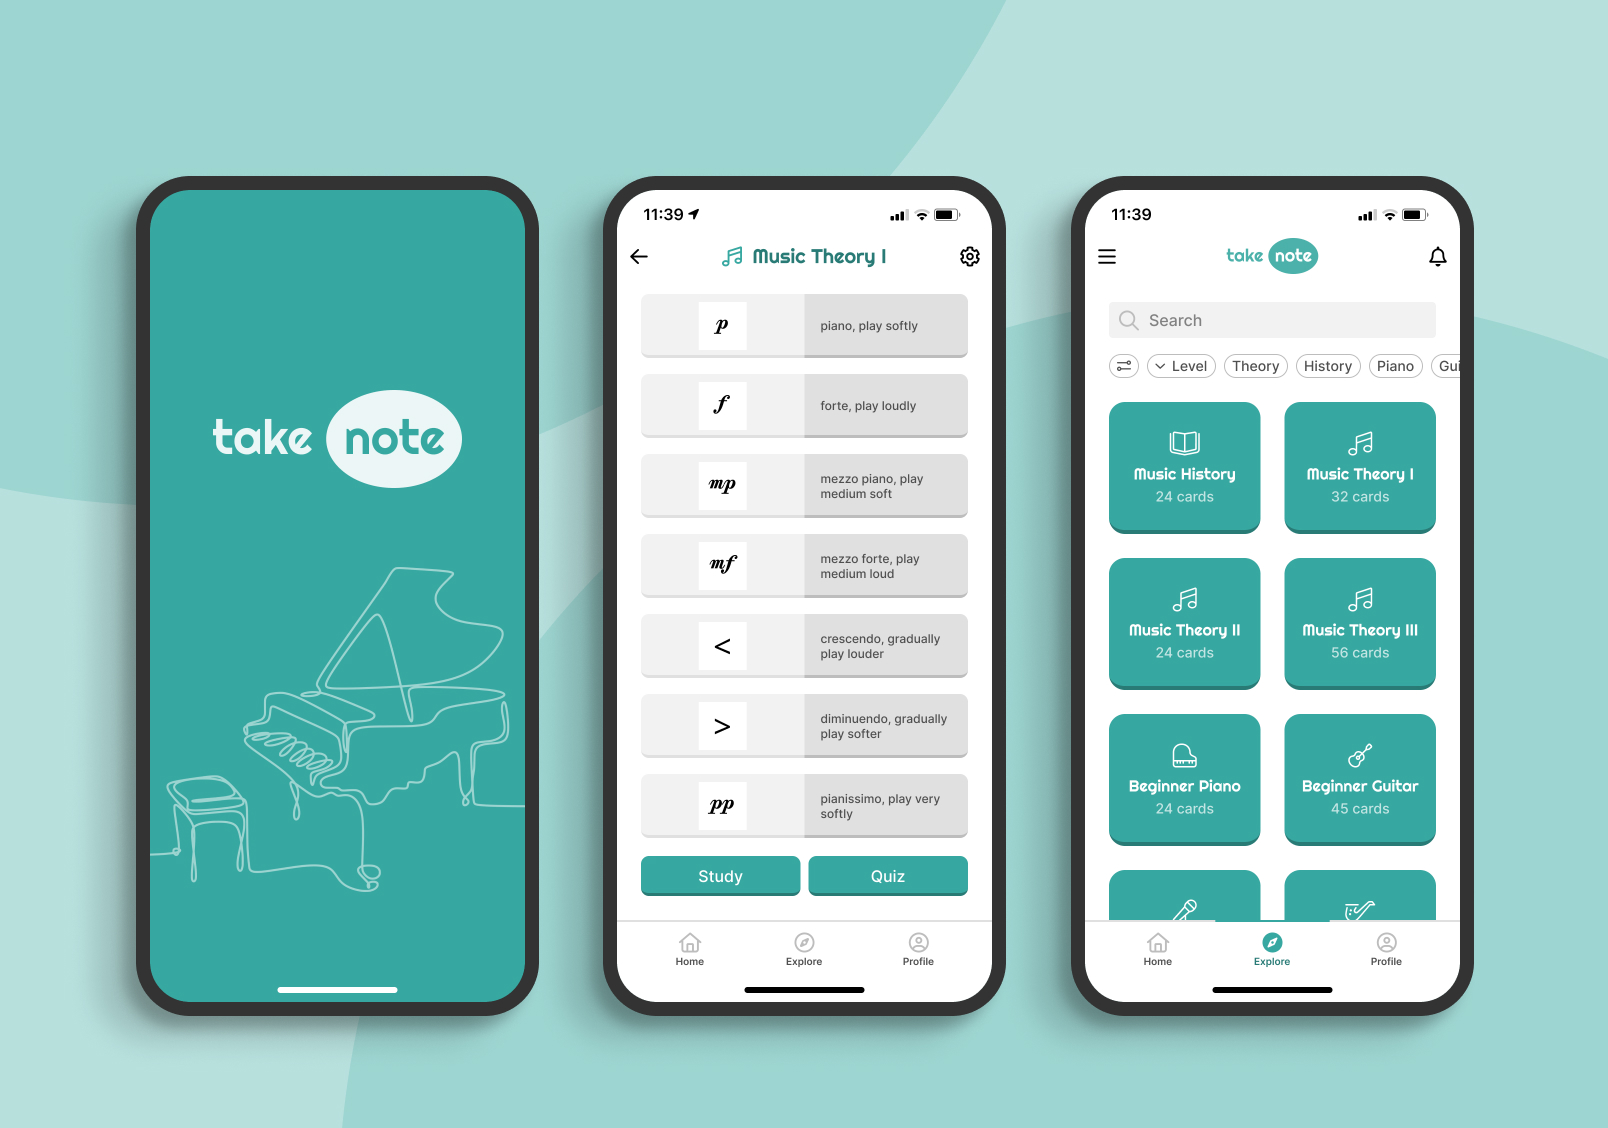 take note
11:39
Music Theory I
p
piano, play softly
f
forte, play loudly
mp
mezzo piano, play
medium soft
mf
mezzo forte, play
medium loud
<
crescendo, gradually
play louder
>
diminuendo, gradually
play softer
pp
pianissimo, play very
softly
Study
Quiz
Home
Explore
Profile
11:39
take note
Search
Level
Theory
History
Piano
Gui
Music History
24 cards
Music Theory I
32 cards
Music Theory II
24 cards
Music Theory III
56 cards
Beginner Piano
24 cards
Beginner Guitar
45 cards
Home
Explore
Profile